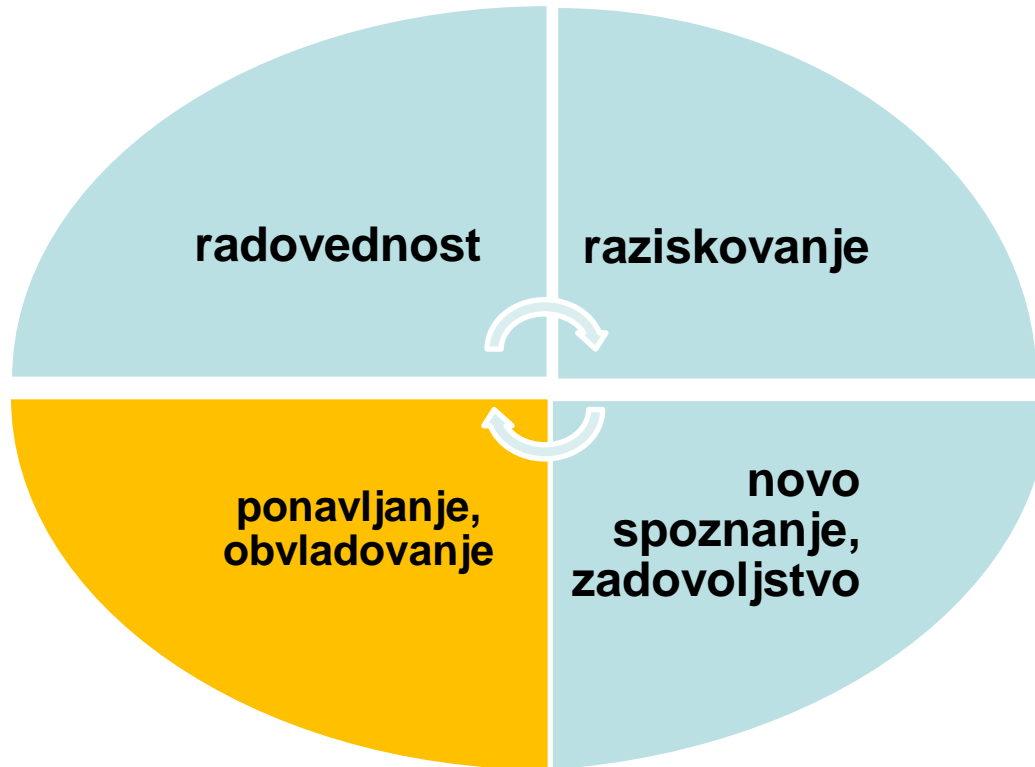 radovednost
raziskovanje
ponavljanje,
obvladovanje
novo
spoznanje,
zadovoljstvo